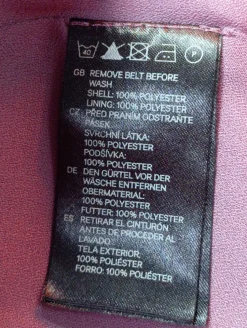 40 P
GB REMOVE BELT BEFORE
WASH
SHELL: 100% POLYESTER
LINING: 100% POLYESTER
CZ PŘED PRANÍM ODSTRANTE
PÁSEK
SVRCHNÍ LÁTKA:
100% POLYESTER
PODŠÍVKA:
100% POLYESTER
DE DEN GÜRTEL VOR DER
WÄSCHE ENTFERNEN
OBERMATERIAL:
100% POLYESTER
FUTTER: 100% POLYESTER
ES RETIRAR EL CINTURÓN
ANTES DE PROCEDER AL
LAVADO
TELA EXTERIOR:
100% POLIÉSTER
FORRO: 100% POLIÉSTER